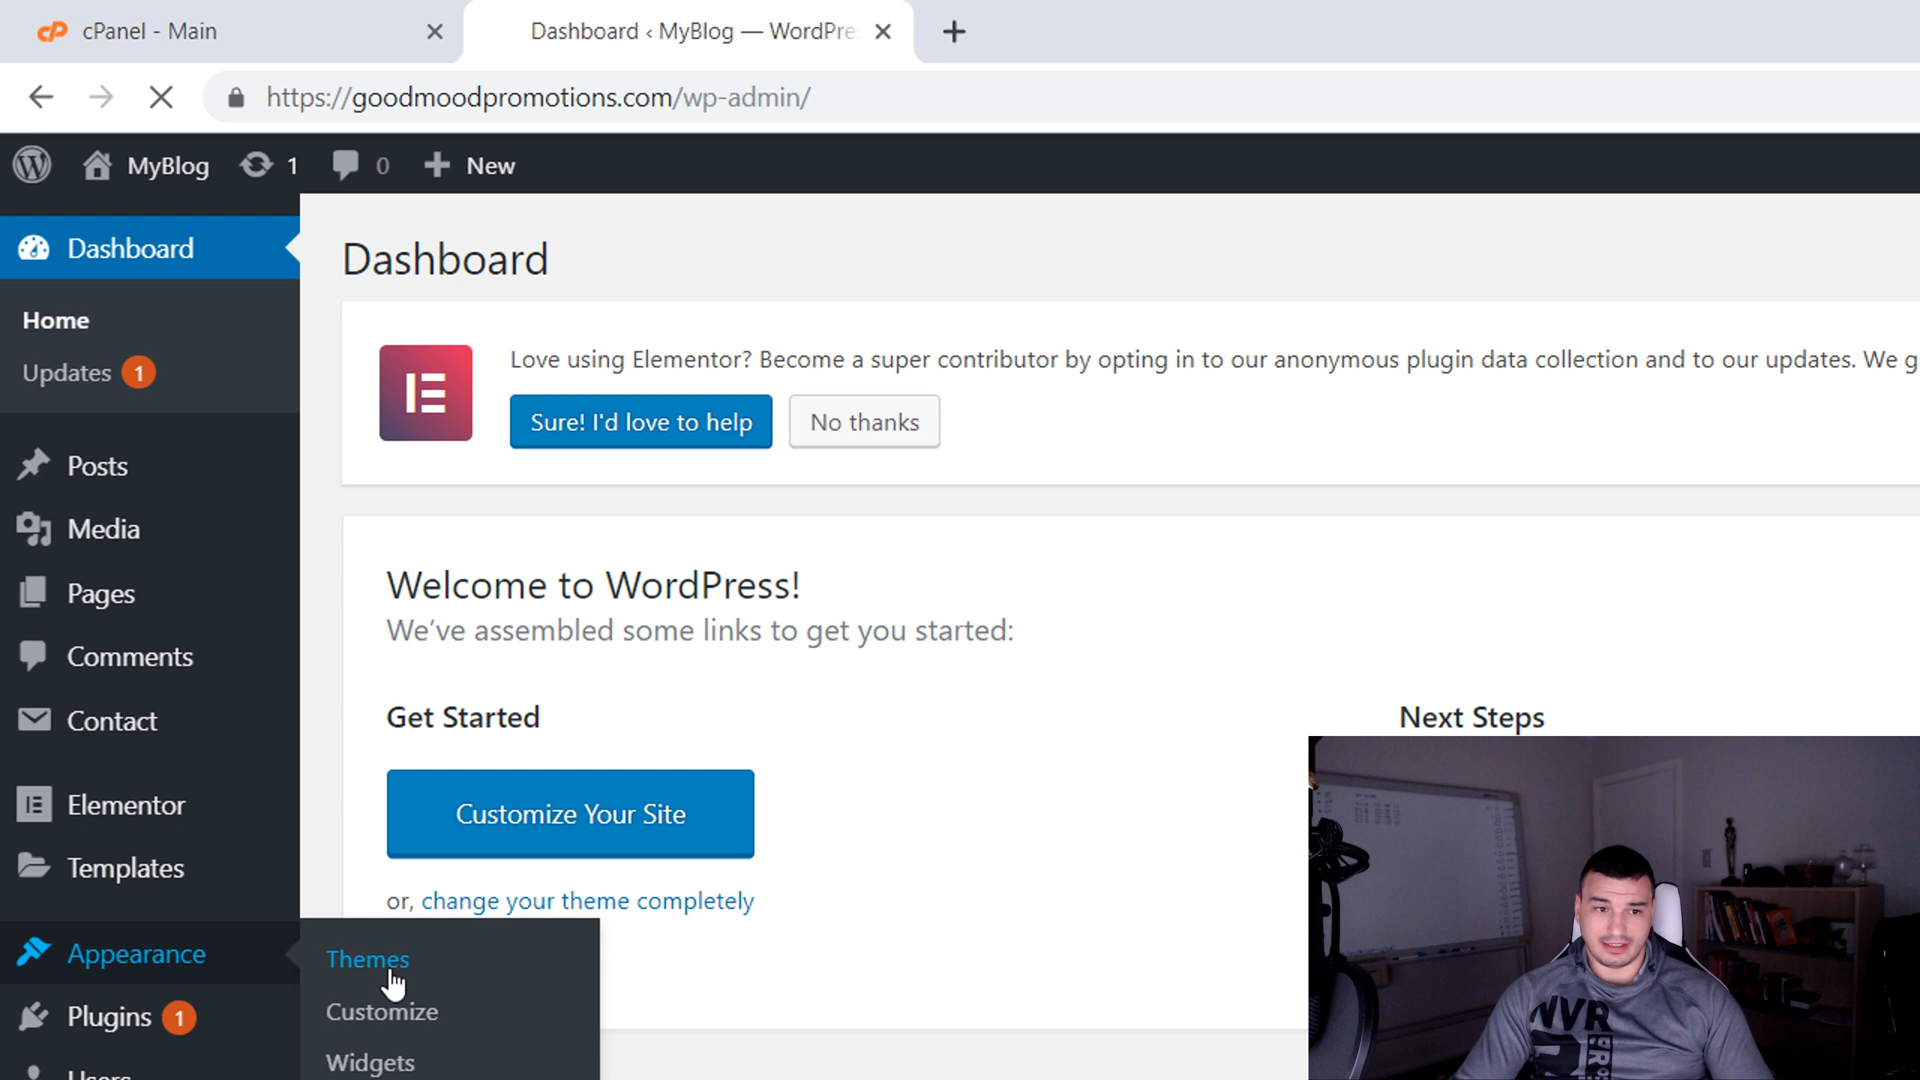 cPanel - Main
Dashboard ‹ MyBlog — WordPre
https://goodmoodpromotions.com/wp-admin/
MyBlog 1 0 New
Dashboard
Home
Updates 1
Posts
Media
Pages
Comments
Contact
Elementor
Templates
Appearance
Plugins 1
Users
Themes
Customize
Widgets
Dashboard
Love using Elementor? Become a super contributor by opting in to our anonymous plugin data collection and to our updates. We g
Sure! I'd love to help
No thanks
Welcome to WordPress!
We’ve assembled some links to get you started:
Get Started
Customize Your Site
or, change your theme completely
Next Steps
NVR